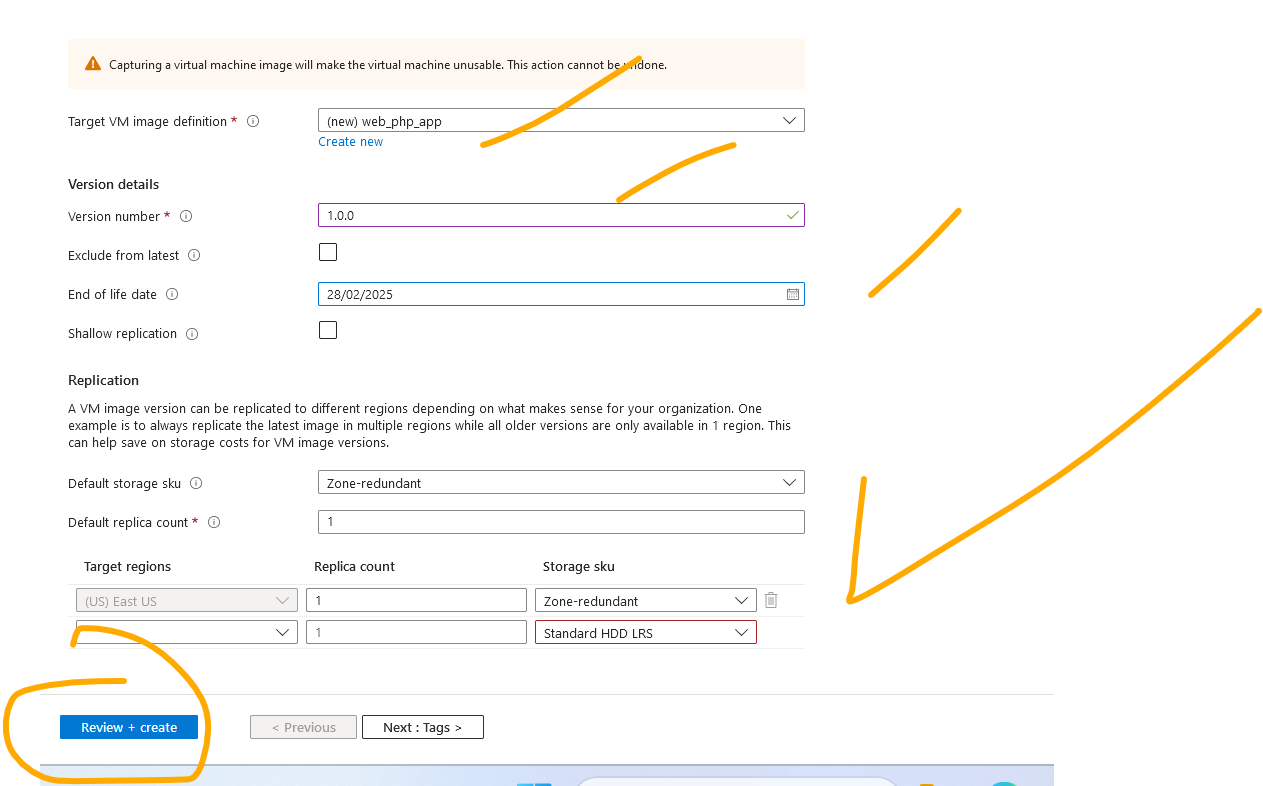 Capturing a virtual machine image will make the virtual machine unusable. This action cannot be undone.
Target VM image definition * (new) web_php_app
Create new
Version details
Version number * 1.0.0
Exclude from latest
End of life date 28/02/2025
Shallow replication
Replication
A VM image version can be replicated to different regions depending on what makes sense for your organization. One
example is to always replicate the latest image in multiple regions while all older versions are only available in 1 region. This
can help save on storage costs for VM image versions.
Default storage sku Zone-redundant
Default replica count * 1
Target regions Replica count Storage sku
(US) East US 1 Zone-redundant
1 Standard HDD LRS
Review + create < Previous Next : Tags >